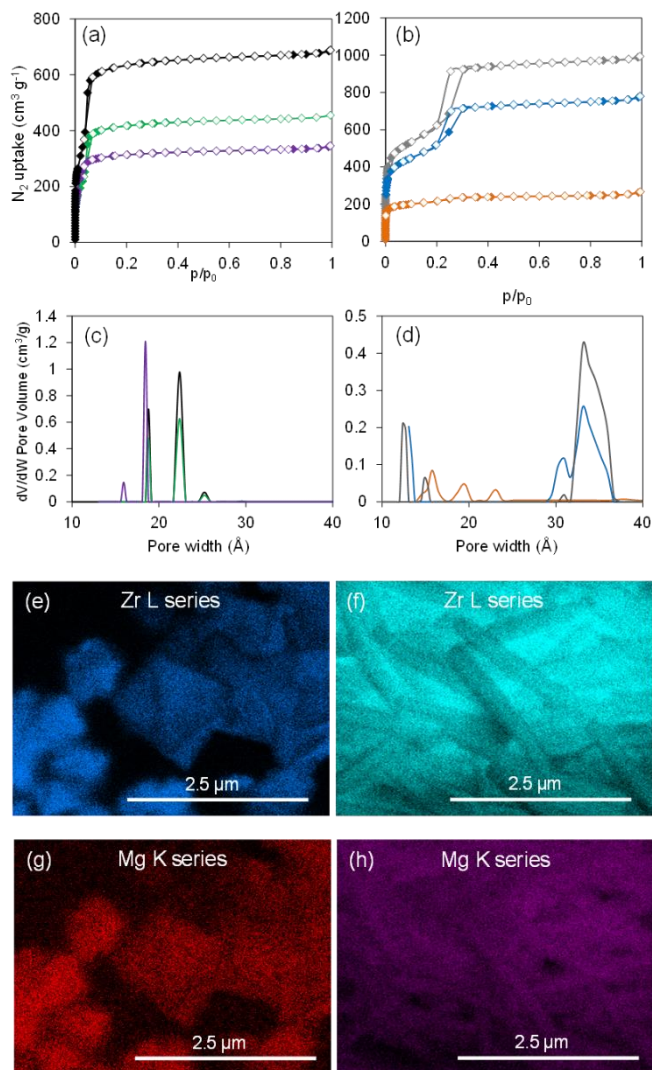 (a)
800
600
400
200
0
N₂ uptake (cm³ g⁻¹)
0 0.2 0.4 0.6 0.8 1
p/p₀
(b)
1200
1000
800
600
400
200
0
0 0.2 0.4 0.6 0.8 1
p/p₀
(c)
1.4
1.2
1
0.8
0.6
0.4
0.2
0
dV/dW Pore Volume (cm³/g)
10 20 30 40
Pore width (Å)
(d)
0.5
0.4
0.3
0.2
0.1
0
10 20 30 40
Pore width (Å)
(e) Zr L series
2.5 µm
(f) Zr L series
2.5 µm
(g) Mg K series
2.5 µm
(h) Mg K series
2.5 µm